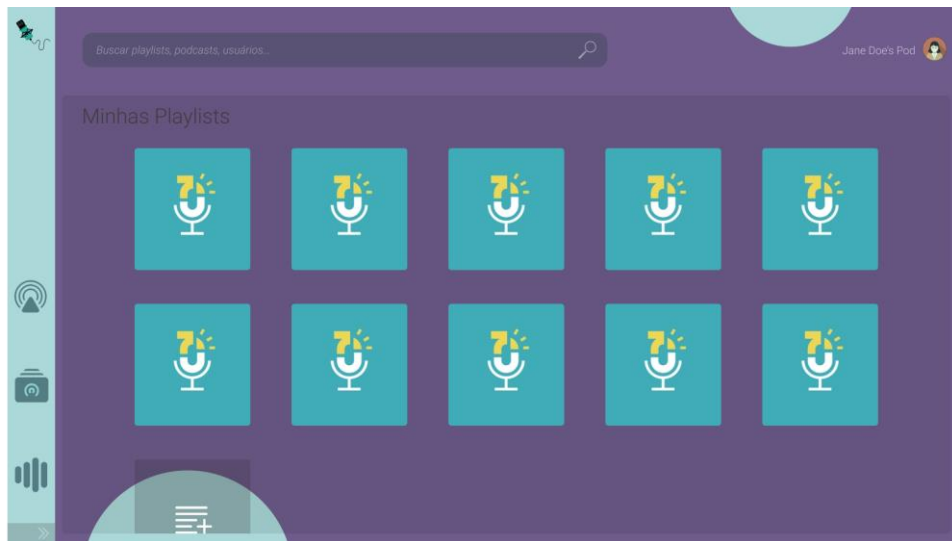 Buscar playlists, podcasts, usuários...
Jane Doe's Pod
Minhas Playlists